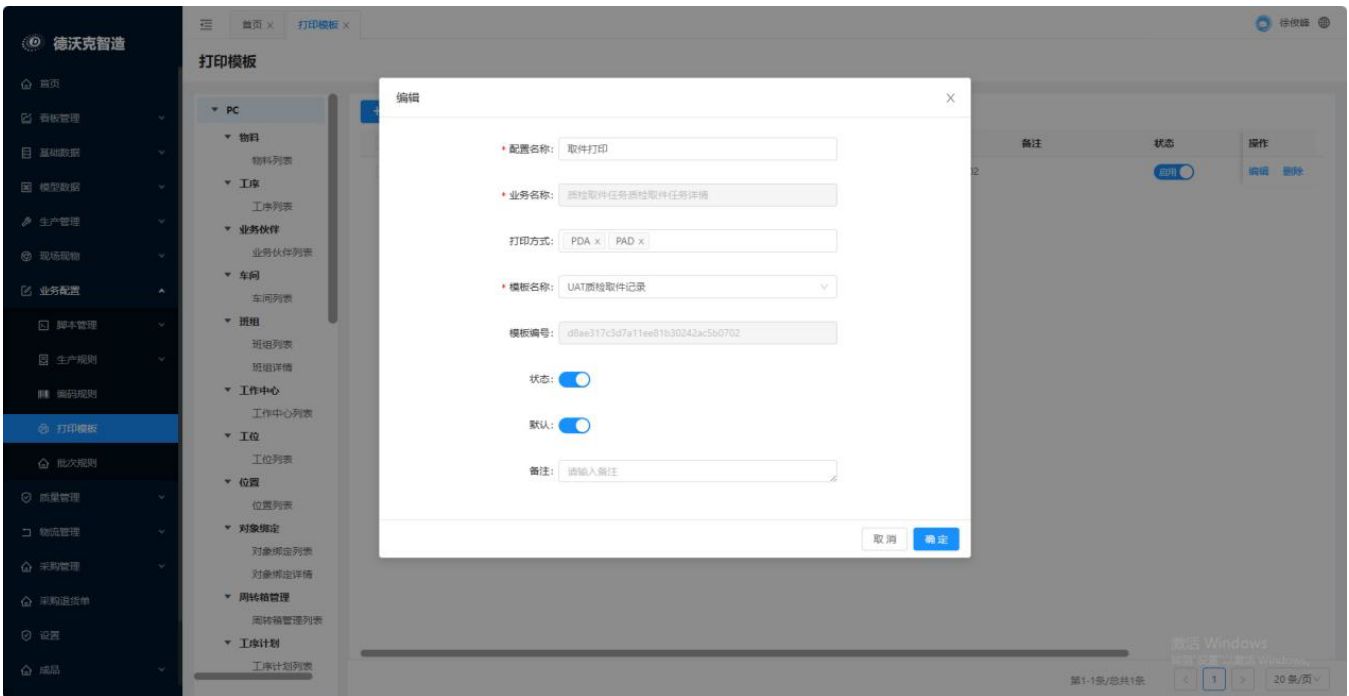 德沃克智造
首页 ×
打印模板 ×
徐俊峰
打印模板
首页
看板管理
基础数据
模型数据
生产管理
现场现物
业务配置
脚本管理
生产规则
编码规则
打印模板
批次规则
质量管理
物流管理
采购管理
采购退货单
设置
成品
PC
物料
物料列表
工序
工序列表
业务伙伴
业务伙伴列表
车间
车间列表
班组
班组列表
班组详情
工作中心
工作中心列表
工位
工位列表
位置
位置列表
对象绑定
对象绑定列表
对象绑定详情
周转箱管理
周转箱管理列表
工序计划
工序计划列表
编辑
* 配置名称: 取件打印
* 业务名称: 质检取件任务质检取件任务详情
打印方式: PDA × PAD ×
* 模板名称: UAT质检取件记录
模板编号: d8ae317c3d7a11ee81b30242ac5b0702
状态:
默认:
备注: 请输入备注
取消 确定
备注 状态 操作
02 启用 编辑 删除
激活 Windows
转到"设置"以激活 Windows。
第1-1条/总共1条 < 1 > 20 条/页